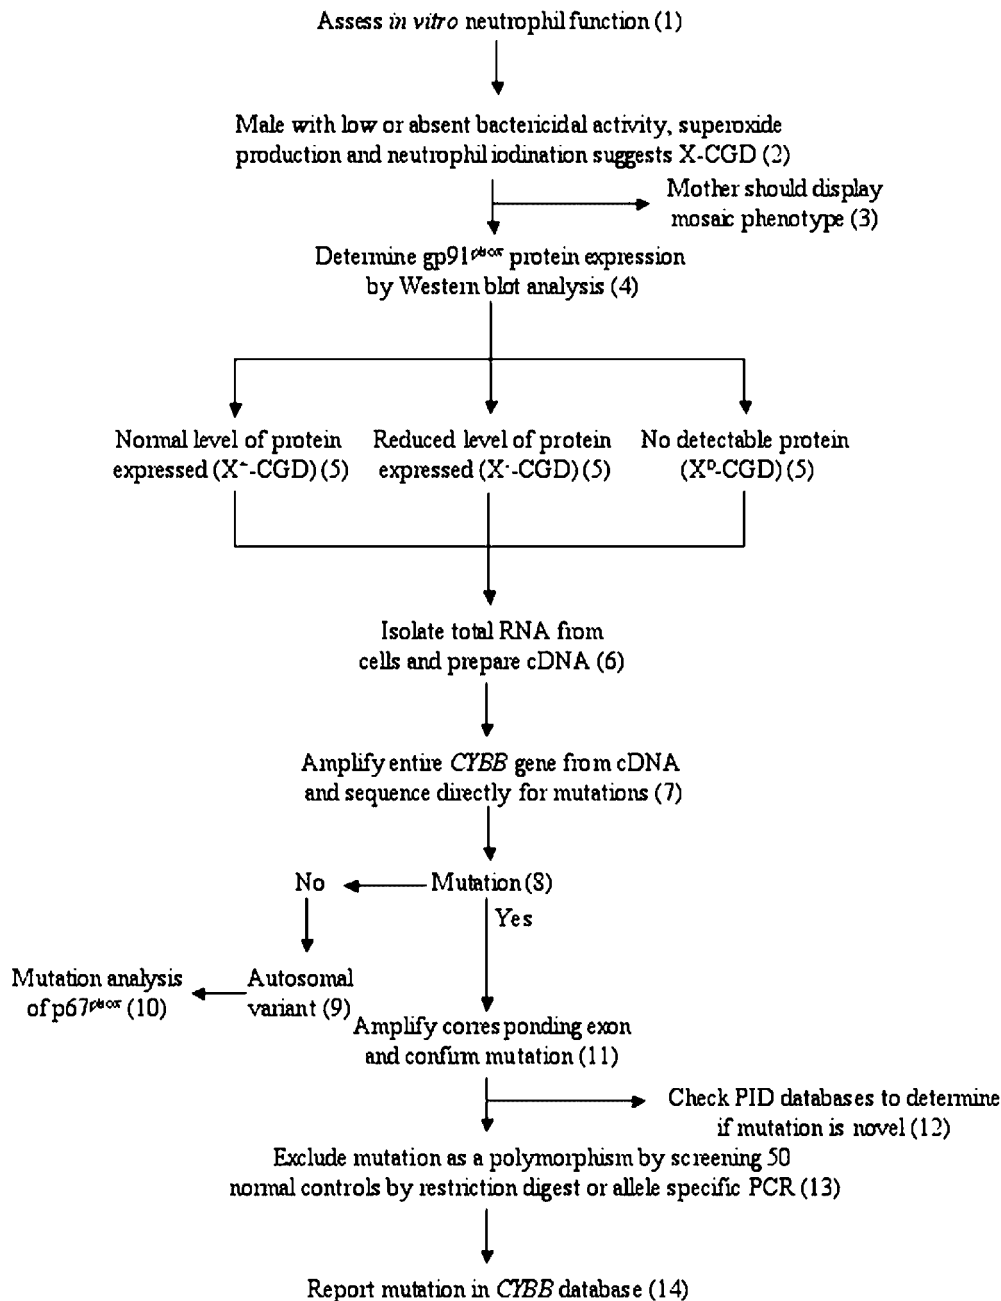 Assess in vitro neutrophil function (1)
Male with low or absent bactericidal activity, superoxide
production and neutrophil iodination suggests X-CGD (2)
Mother should display
mosaic phenotype (3)
Determine gp91phox protein expression
by Western blot analysis (4)
Normal level of protein
expressed (X+-CGD) (5)
Reduced level of protein
expressed (X--CGD) (5)
No detectable protein
(X0-CGD) (5)
Isolate total RNA from
cells and prepare cDNA (6)
Amplify entire CYBB gene from cDNA
and sequence directly for mutations (7)
No
Mutation (8)
Yes
Mutation analysis
of p67phox (10)
Autosomal
variant (9)
Amplify corresponding exon
and confirm mutation (11)
Check PID databases to determine
if mutation is novel (12)
Exclude mutation as a polymorphism by screening 50
normal controls by restriction digest or allele specific PCR (13)
Report mutation in CYBB database (14)